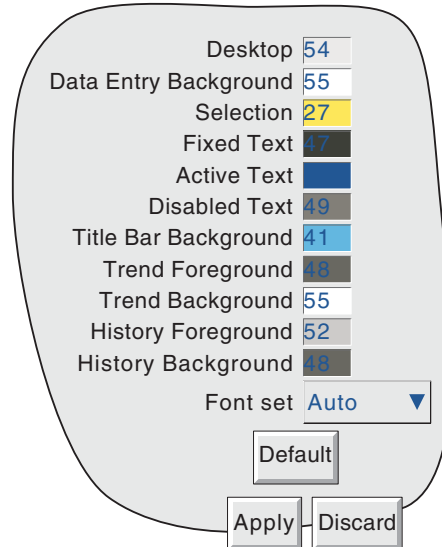 Desktop 54
Data Entry Background 55
Selection 27
Fixed Text 47
Active Text
Disabled Text 49
Title Bar Background 41
Trend Foreground 48
Trend Background 55
History Foreground 52
History Background 48
Font set Auto ▼
Default
Apply Discard